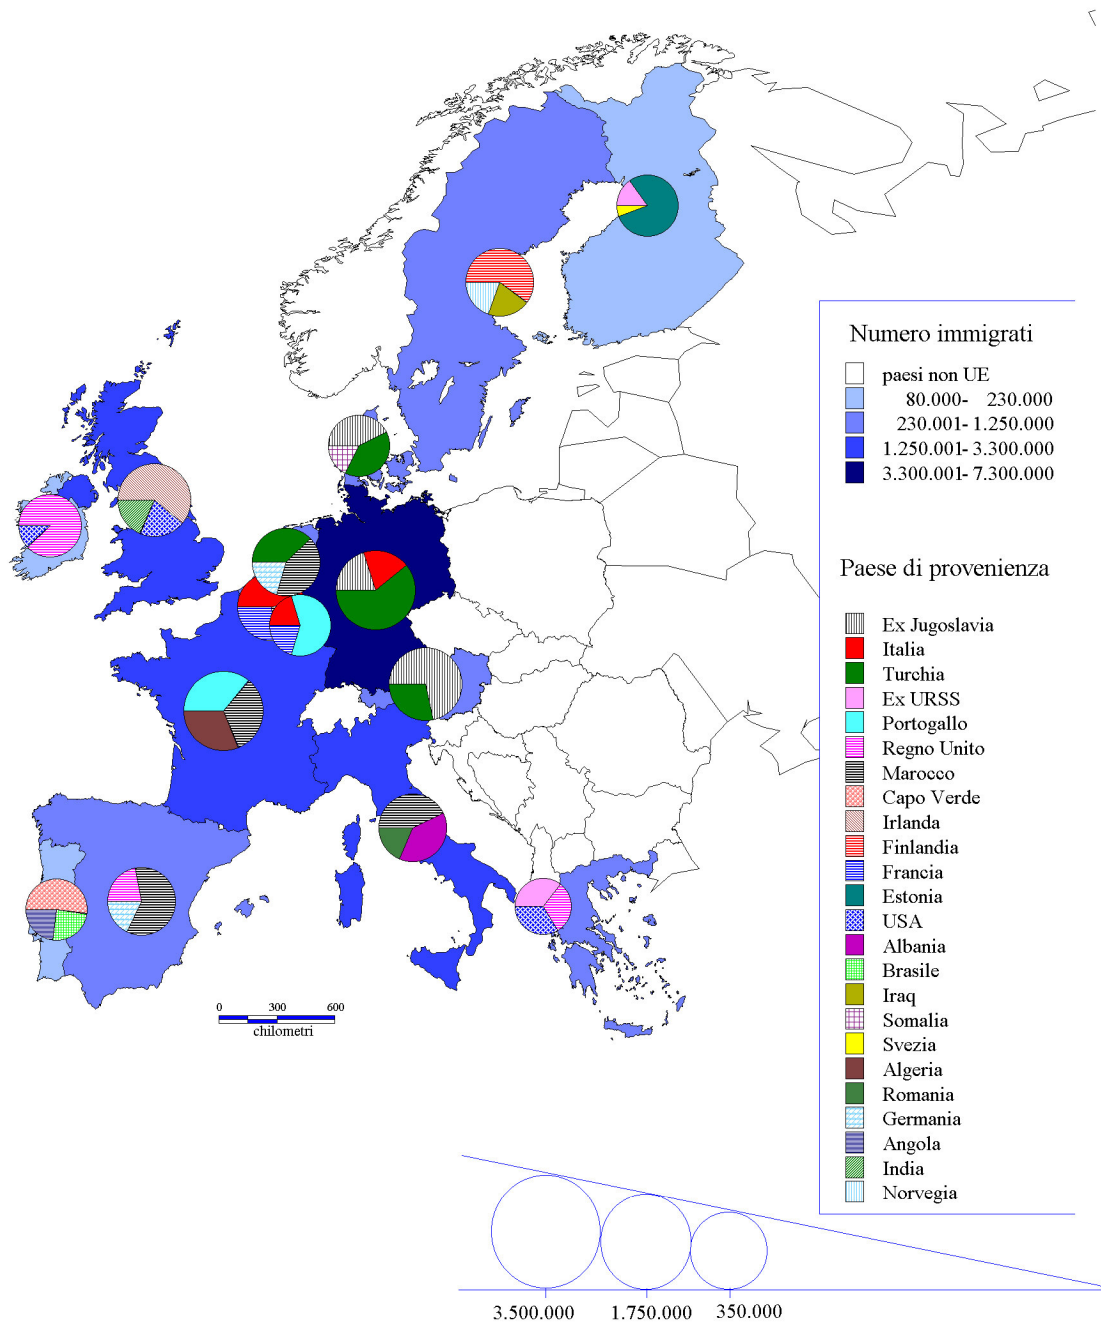 Numero immigrati
paesi non UE
80.000- 230.000
230.001- 1.250.000
1.250.001- 3.300.000
3.300.001- 7.300.000
Paese di provenienza
Ex Jugoslavia
Italia
Turchia
Ex URSS
Portogallo
Regno Unito
Marocco
Capo Verde
Irlanda
Finlandia
Francia
Estonia
USA
Albania
Brasile
Iraq
Somalia
Svezia
Algeria
Romania
Germania
Angola
India
Norvegia
0 300 600
chilometri
3.500.000 1.750.000 350.000